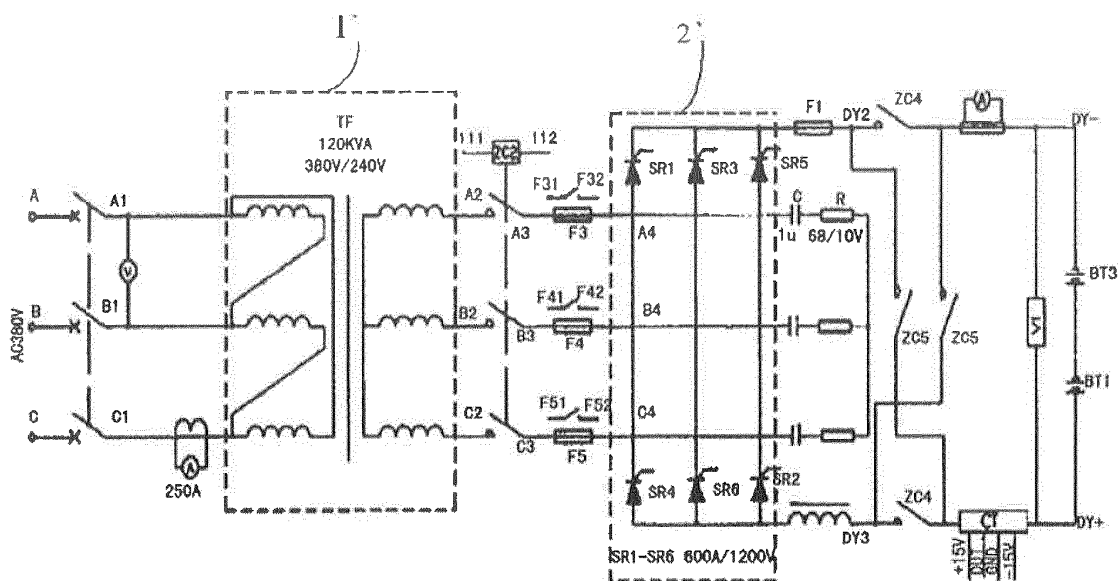 1
2
TF
120KVA
380V/240V
111 ZC2 112
A A1
A2
A3
F31 F32
F3
A4
SR1 SR3 SR5
F1 DY2 ZC4 (A) DY-
C R
1u 68/10V
V
B B1
B2
B3
F41 F42
F4
B4
ZC5 ZC5
BT3
AC380V
C C1
C2
C3
F51 F52
F5
C4
BT1
A
250A
SR4 SR6 SR2
DY3 ZC4 DY+
SR1-SR6 600A/1200V
+15V
GND
-15V